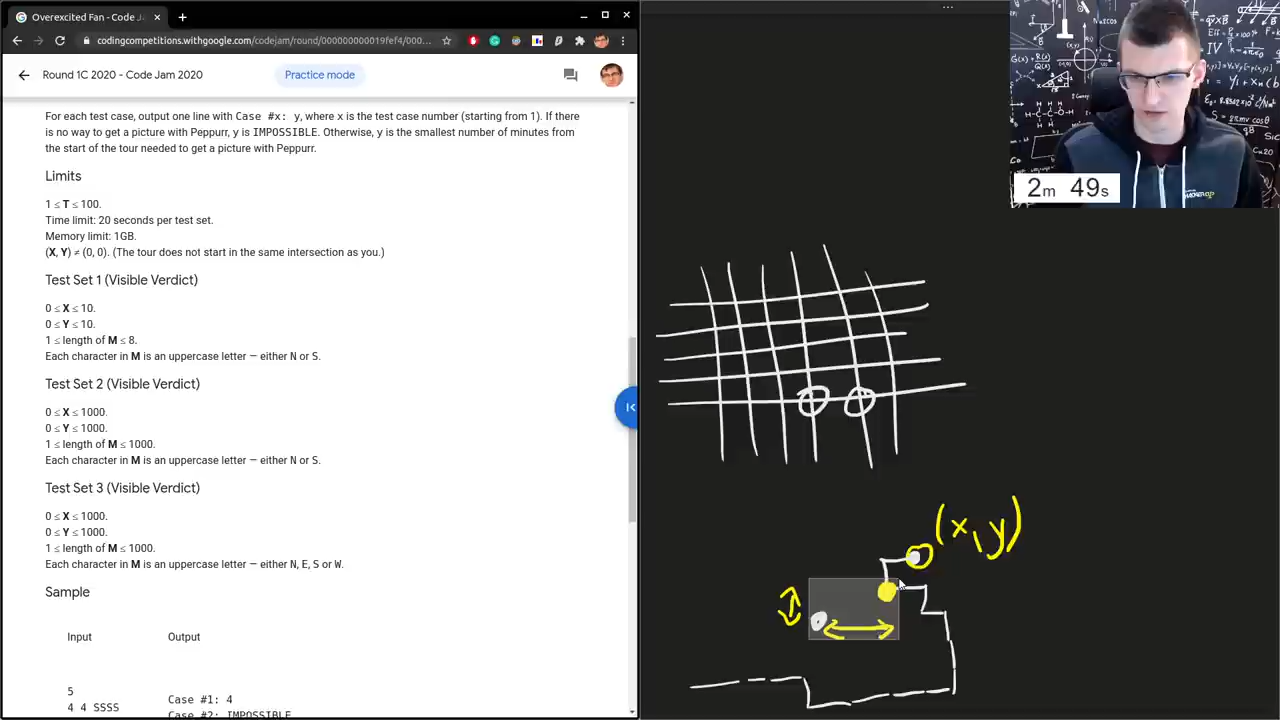 Overexcited Fan - Code J
codingcompetitions.withgoogle.com/codejam/round/000000000019fef4/000...
Round 1C 2020 - Code Jam 2020
Practice mode
For each test case, output one line with Case #x: y, where x is the test case number (starting from 1). If there
is no way to get a picture with Peppurr, y is IMPOSSIBLE. Otherwise, y is the smallest number of minutes from
the start of the tour needed to get a picture with Peppurr.
Limits
1 ≤ T ≤ 100.
Time limit: 20 seconds per test set.
Memory limit: 1GB.
(X, Y) ≠ (0, 0). (The tour does not start in the same intersection as you.)
Test Set 1 (Visible Verdict)
0 ≤ X ≤ 10.
0 ≤ Y ≤ 10.
1 ≤ length of M ≤ 8.
Each character in M is an uppercase letter — either N or S.
Test Set 2 (Visible Verdict)
0 ≤ X ≤ 1000.
0 ≤ Y ≤ 1000.
1 ≤ length of M ≤ 1000.
Each character in M is an uppercase letter — either N or S.
Test Set 3 (Visible Verdict)
0 ≤ X ≤ 1000.
0 ≤ Y ≤ 1000.
1 ≤ length of M ≤ 1000.
Each character in M is an uppercase letter — either N, E, S or W.
Sample
Input Output
5
4 4 SSSS
Case #1: 4
Case #2: IMPOSSIBLE
2m 49s
(x,y)